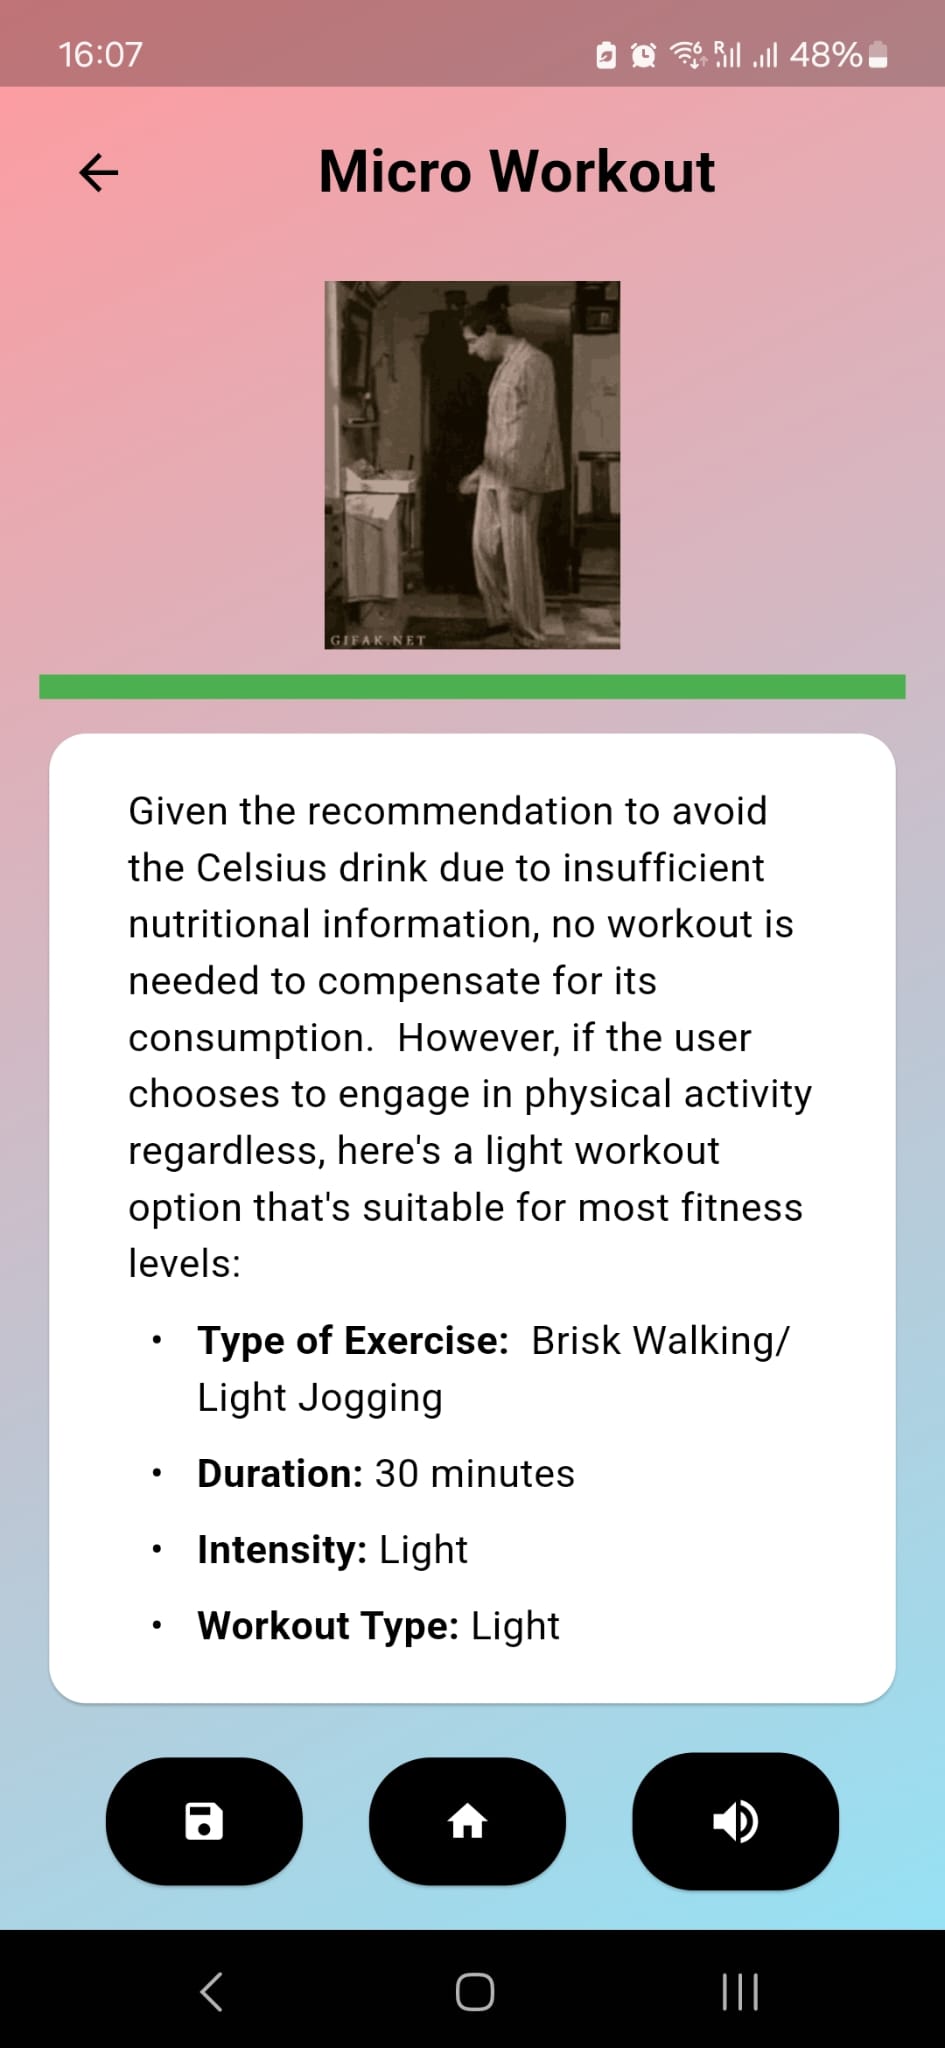 16:07
6 R 48%
Micro Workout
GIFAK.NET
Given the recommendation to avoid
the Celsius drink due to insufficient
nutritional information, no workout is
needed to compensate for its
consumption.  However, if the user
chooses to engage in physical activity
regardless, here's a light workout
option that's suitable for most fitness
levels:
• Type of Exercise:  Brisk Walking/
Light Jogging
• Duration: 30 minutes
• Intensity: Light
• Workout Type: Light